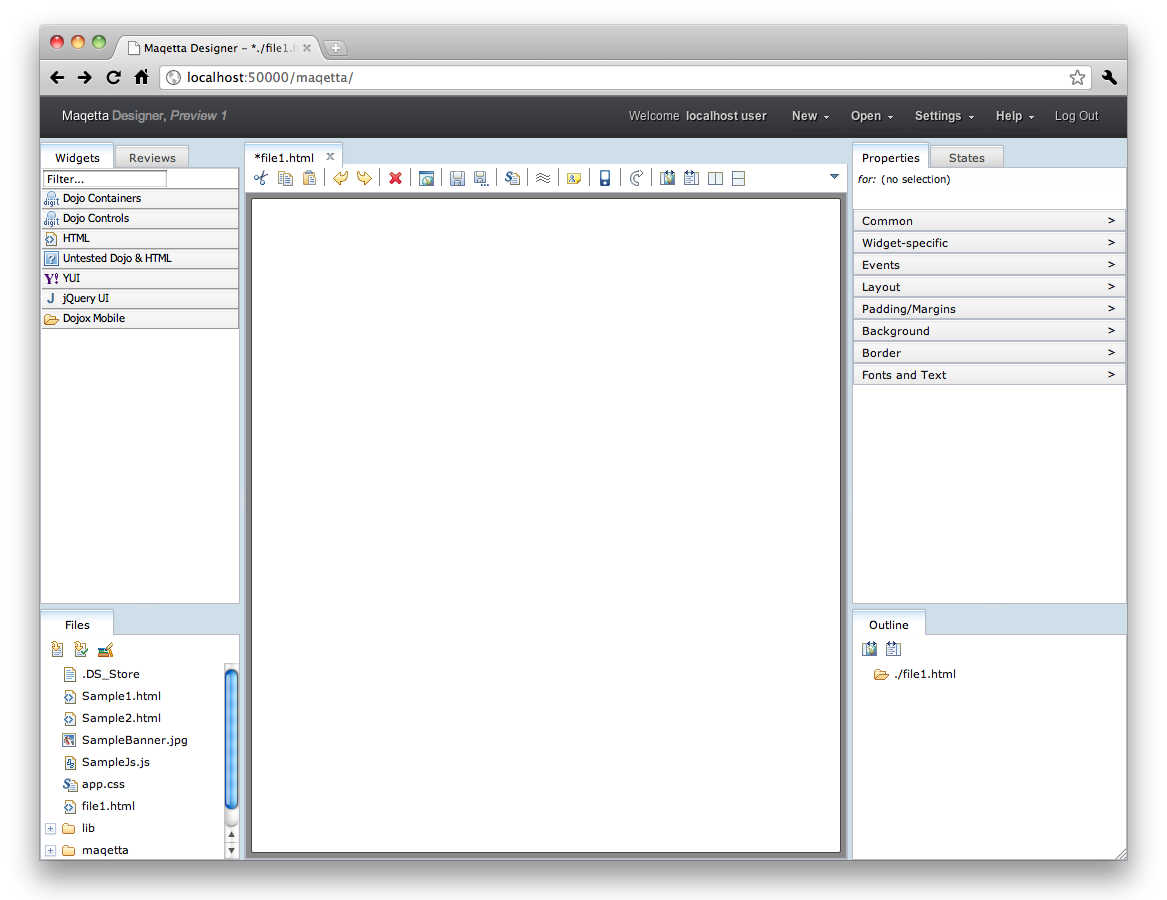 Maqetta Designer – *./file1.h
localhost:50000/maqetta/
Maqetta Designer, Preview 1
Welcome localhost user
New
Open
Settings
Help
Log Out
Widgets
Reviews
Filter...
Dojo Containers
Dojo Controls
HTML
Untested Dojo & HTML
YUI
jQuery UI
Dojox Mobile
*file1.html
Properties
States
for: (no selection)
Common >
Widget-specific >
Events >
Layout >
Padding/Margins >
Background >
Border >
Fonts and Text >
Files
.DS_Store
Sample1.html
Sample2.html
SampleBanner.jpg
SampleJs.js
app.css
file1.html
lib
maqetta
Outline
./file1.html